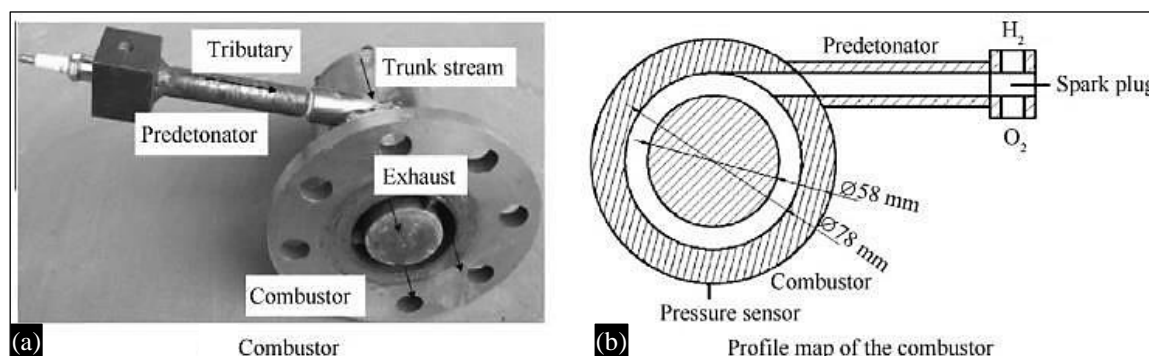 Tributary
Trunk stream
Predetonator
Exhaust
Combustor
(a)
Combustor
H2
Predetonator
Spark plug
O2
Ø58 mm
Ø78 mm
Combustor
Pressure sensor
(b)
Profile map of the combustor